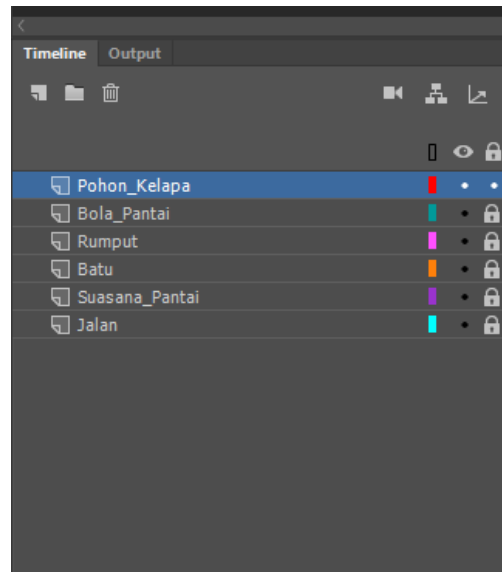 Timeline Output
Pohon_Kelapa
Bola_Pantai
Rumput
Batu
Suasana_Pantai
Jalan